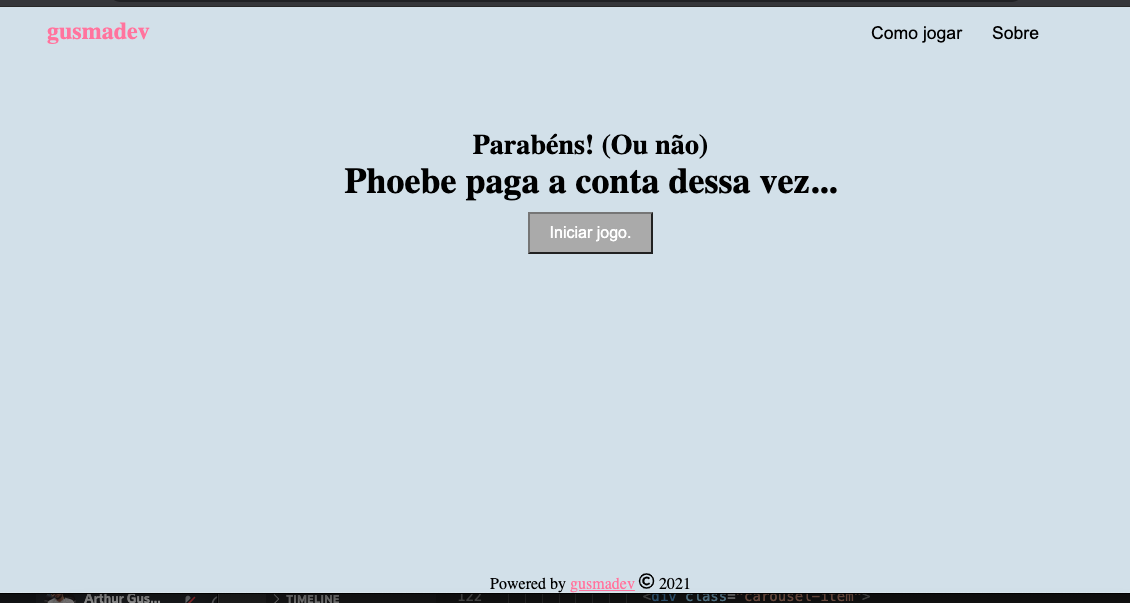 gusmadev
Como jogar Sobre
Parabéns! (Ou não)
Phoebe paga a conta dessa vez...
Iniciar jogo.
Powered by gusmadev © 2021
Arthur Gus...
> TIMELINE
122
<div class="carousel-item">